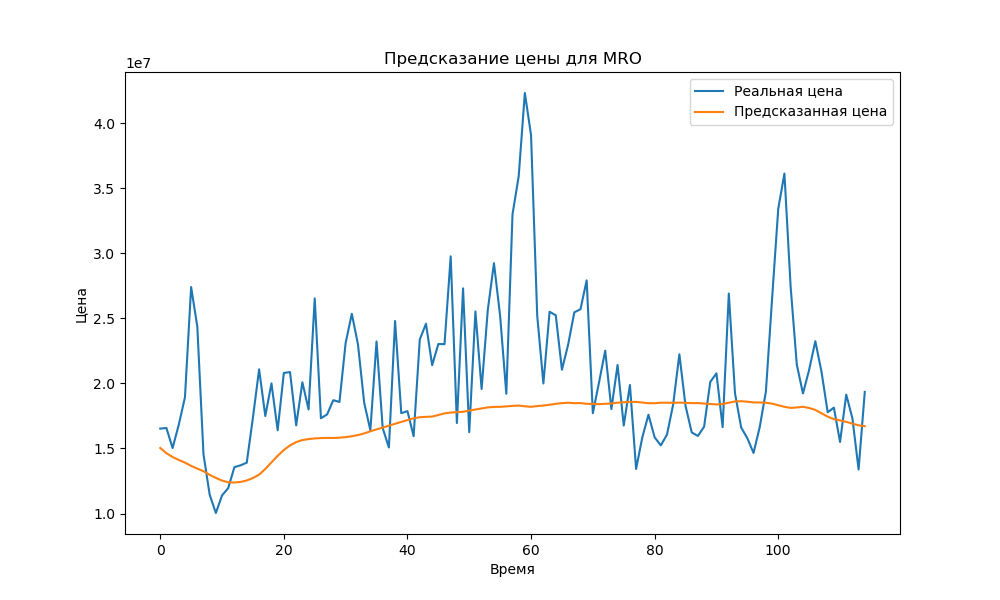 Предсказание цены для MRO
1e7
Реальная цена
Предсказанная цена
4.0
3.5
3.0
2.5
2.0
1.5
1.0
Цена
0 20 40 60 80 100
Время